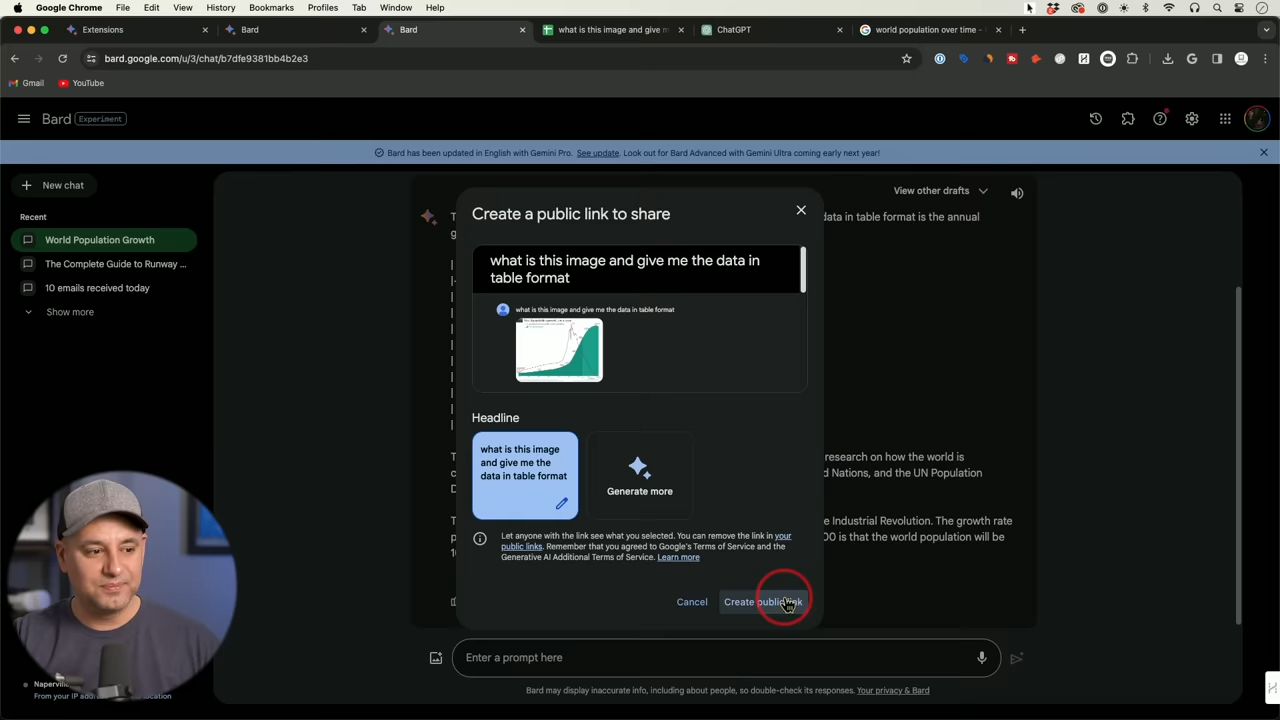 Google Chrome File Edit View History Bookmarks Profiles Tab Window Help
Extensions
Bard
Bard
what is this image and give m
ChatGPT
world population over time -
bard.google.com/u/3/chat/b7dfe9381bb4b2e3
Gmail YouTube
Bard Experiment
Bard has been updated in English with Gemini Pro. See update. Look out for Bard Advanced with Gemini Ultra coming early next year!
New chat
Recent
World Population Growth
The Complete Guide to Runway ...
10 emails received today
Show more
View other drafts
data in table format is the annual
Create a public link to share
what is this image and give me the data in
table format
what is this image and give me the data in table format
Headline
what is this image
and give me the
data in table format
Generate more
research on how the world is
d Nations, and the UN Population
Let anyone with the link see what you selected. You can remove the link in your
public links. Remember that you agreed to Google's Terms of Service and the
Generative AI Additional Terms of Service. Learn more
e Industrial Revolution. The growth rate
00 is that the world population will be
Cancel
Create public link
Enter a prompt here
Bard may display inaccurate info, including about people, so double-check its responses. Your privacy & Bard
Naperv
From your IP address